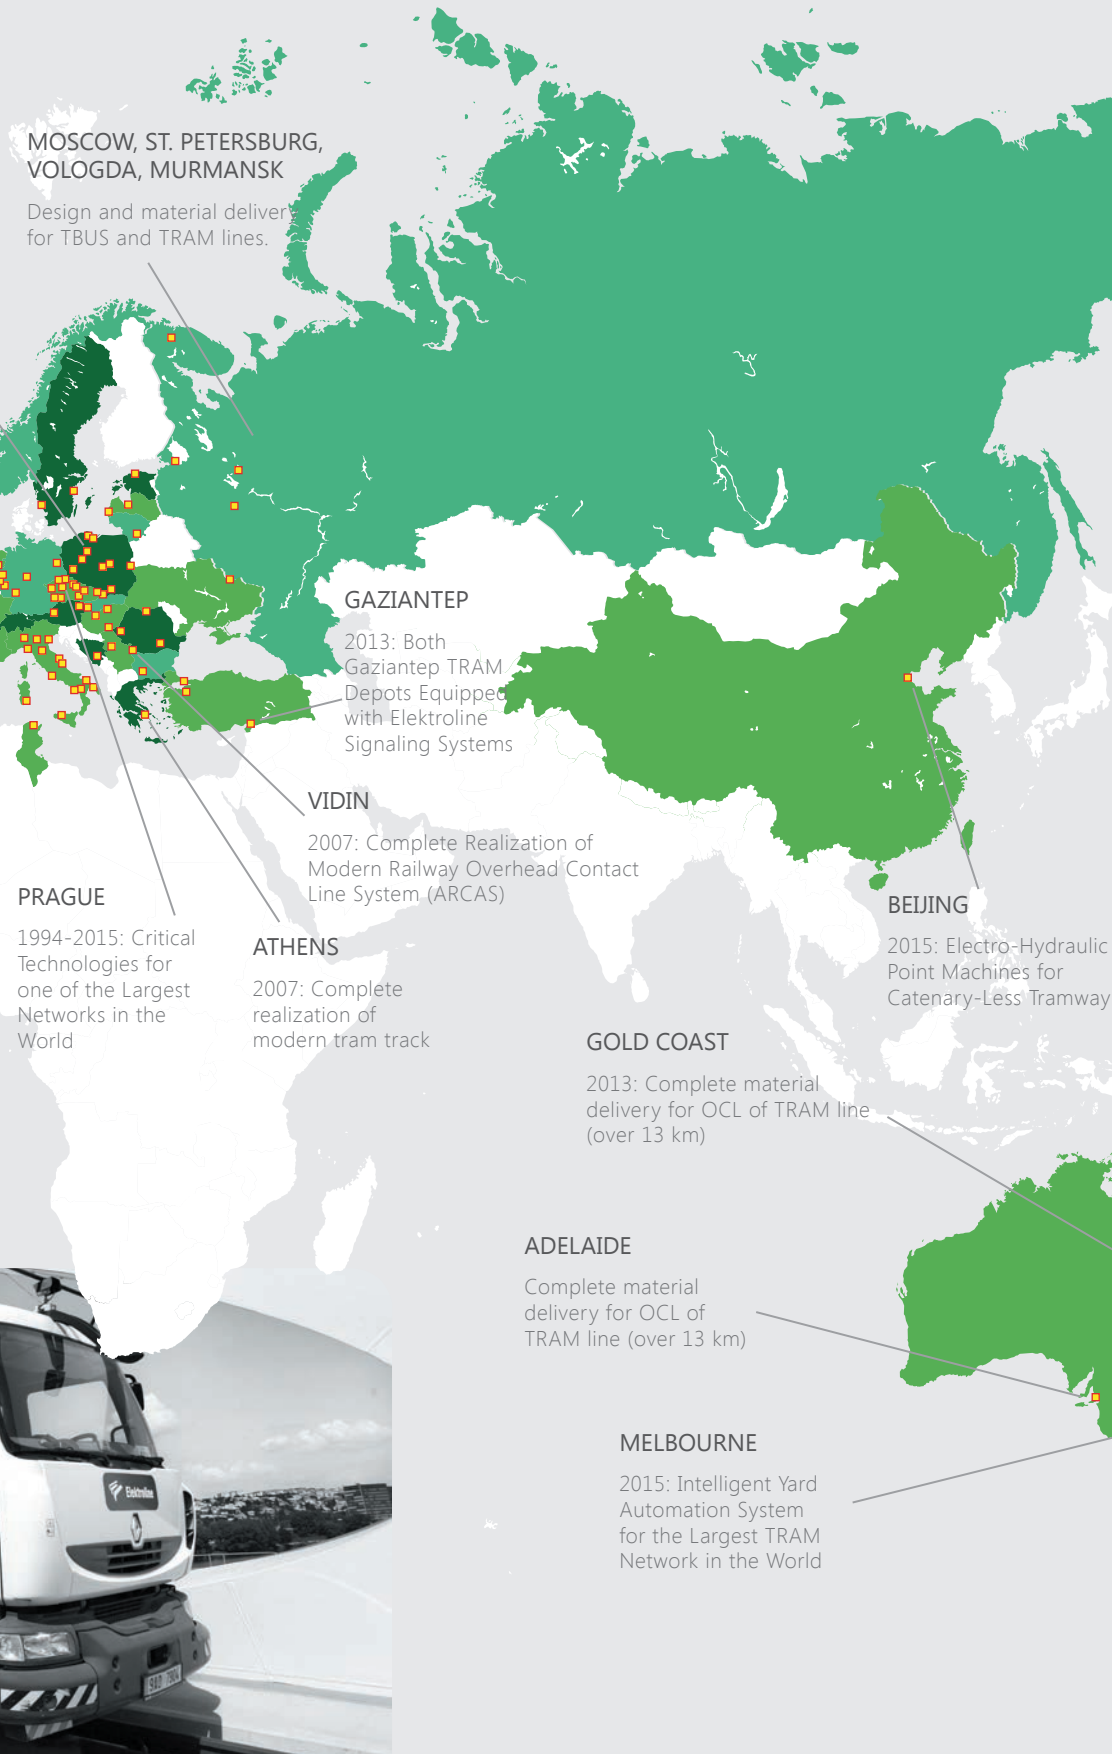 MOSCOW, ST. PETERSBURG,
VOLOGDA, MURMANSK
Design and material delivery
for TBUS and TRAM lines.
GAZIANTEP
2013: Both
Gaziantep TRAM
Depots Equipped
with Elektroline
Signaling Systems
VIDIN
2007: Complete Realization of
Modern Railway Overhead Contact
Line System (ARCAS)
PRAGUE
1994-2015: Critical
Technologies for
one of the Largest
Networks in the
World
ATHENS
2007: Complete
realization of
modern tram track
BEIJING
2015: Electro-Hydraulic
Point Machines for
Catenary-Less Tramway
GOLD COAST
2013: Complete material
delivery for OCL of TRAM line
(over 13 km)
ADELAIDE
Complete material
delivery for OCL of
TRAM line (over 13 km)
MELBOURNE
2015: Intelligent Yard
Automation System
for the Largest TRAM
Network in the World
Elektroline